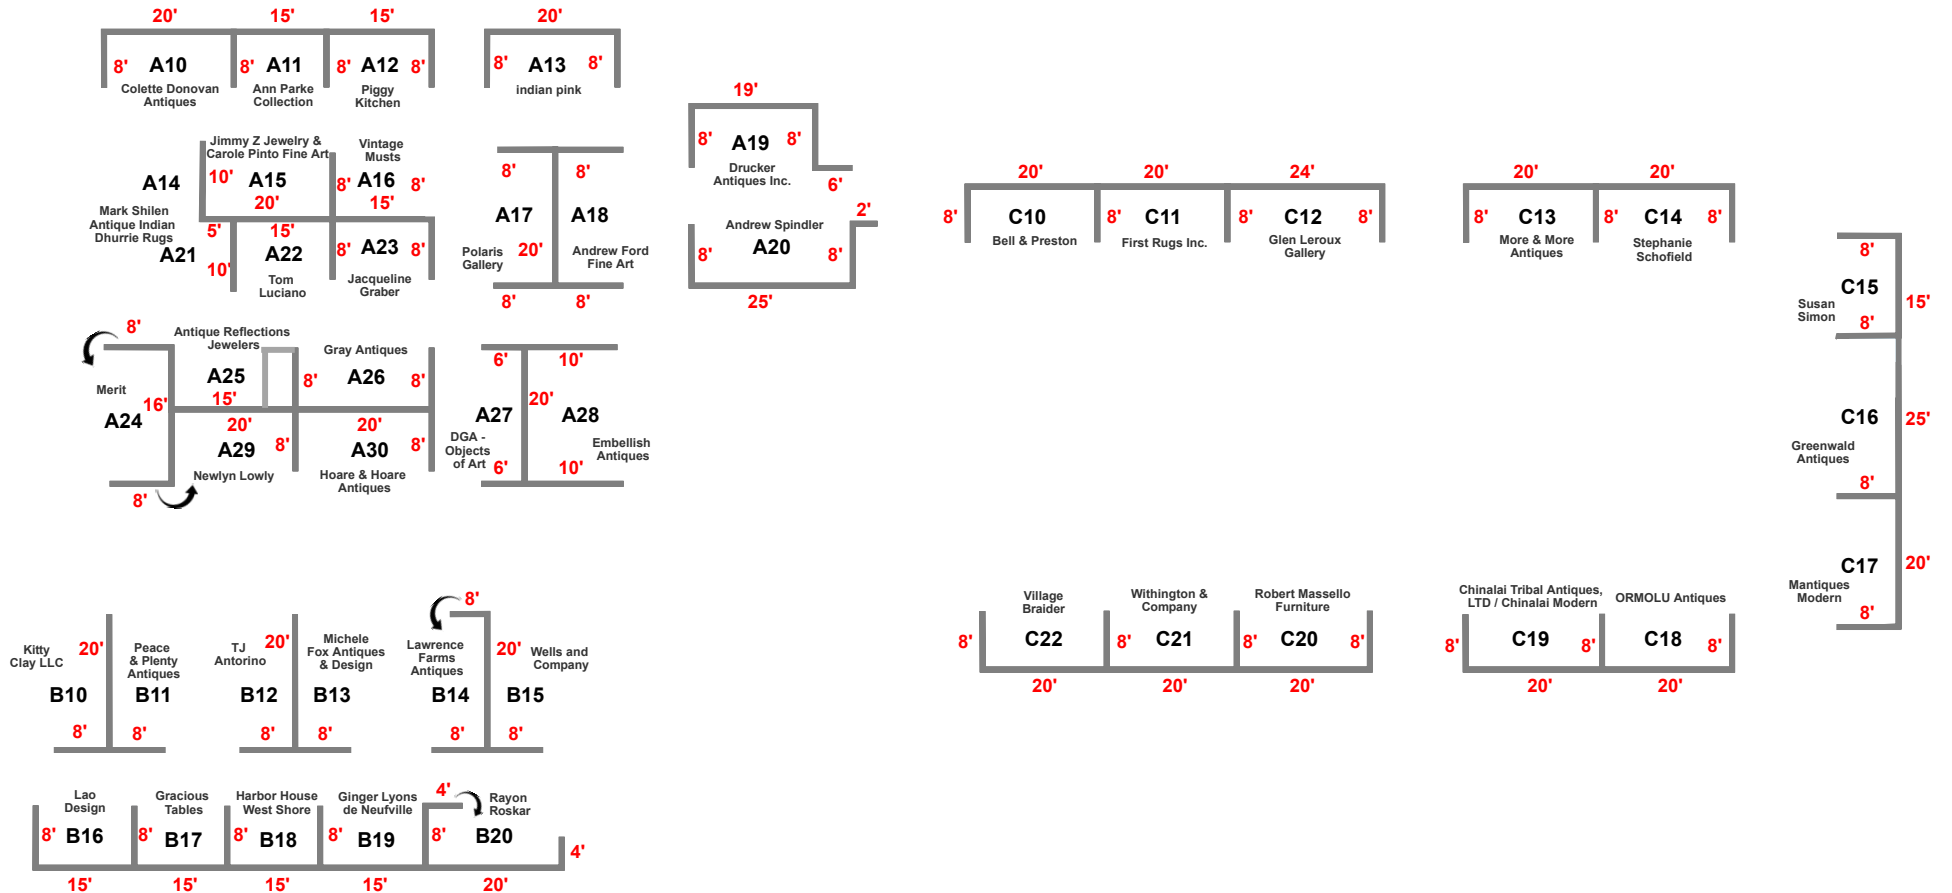 20' 15' 15' 20'
8' A10 8' A11 8' A12 8' 8' A13 8'
Colette Donovan
Antiques
Ann Parke
Collection
Piggy
Kitchen
indian pink
19'
8' A19 8'
Drucker
Antiques Inc.
6'
Jimmy Z Jewelry &
Carole Pinto Fine Art
10' A15
20'
Vintage
Musts
8' A16 8'
15'
A14
Mark Shilen
Antique Indian
Dhurrie Rugs
A21
5'
10'
15'
A22
Tom
Luciano
8' A23 8'
Jacqueline
Graber
8' 8'
A17 A18
Polaris
Gallery
20'
Andrew Ford
Fine Art
8' 8'
2'
Andrew Spindler
8' A20 8'
25'
8'
Merit
A24
16'
8'
Antique Reflections
Jewelers
A25
15'
Gray Antiques
8' A26 8'
20'
A29 8'
Newlyn Lowly
20'
A30 8'
Hoare & Hoare
Antiques
6' 10'
20'
A27 A28
DGA -
Objects
of Art
Embellish
Antiques
6' 10'
Kitty
Clay LLC
20'
B10
8'
Peace
& Plenty
Antiques
B11
8'
TJ
Antorino
20'
B12
8'
Michele
Fox Antiques
& Design
B13
8'
8'
Lawrence
Farms
Antiques
B14
8'
20'
Wells and
Company
B15
8'
Lao
Design
8' B16
15'
Gracious
Tables
8' B17
15'
Harbor House
West Shore
8' B18
15'
Ginger Lyons
de Neufville
8' B19
15'
4'
Rayon
Roskar
8' B20
4'
20'
20' 20' 24' 20' 20'
8' C10 8' C11 8' C12 8' 8' C13 8' C14 8'
Bell & Preston
First Rugs Inc.
Glen Leroux
Gallery
More & More
Antiques
Stephanie
Schofield
8'
C15
15'
Susan
Simon
8'
C16
25'
Greenwald
Antiques
8'
C17
20'
Mantiques
Modern
8'
Village
Braider
Withington &
Company
Robert Massello
Furniture
Chinalai Tribal Antiques,
LTD / Chinalai Modern
ORMOLU Antiques
8' C22 8' C21 8' C20 8' 8' C19 8' C18 8'
20' 20' 20' 20' 20'